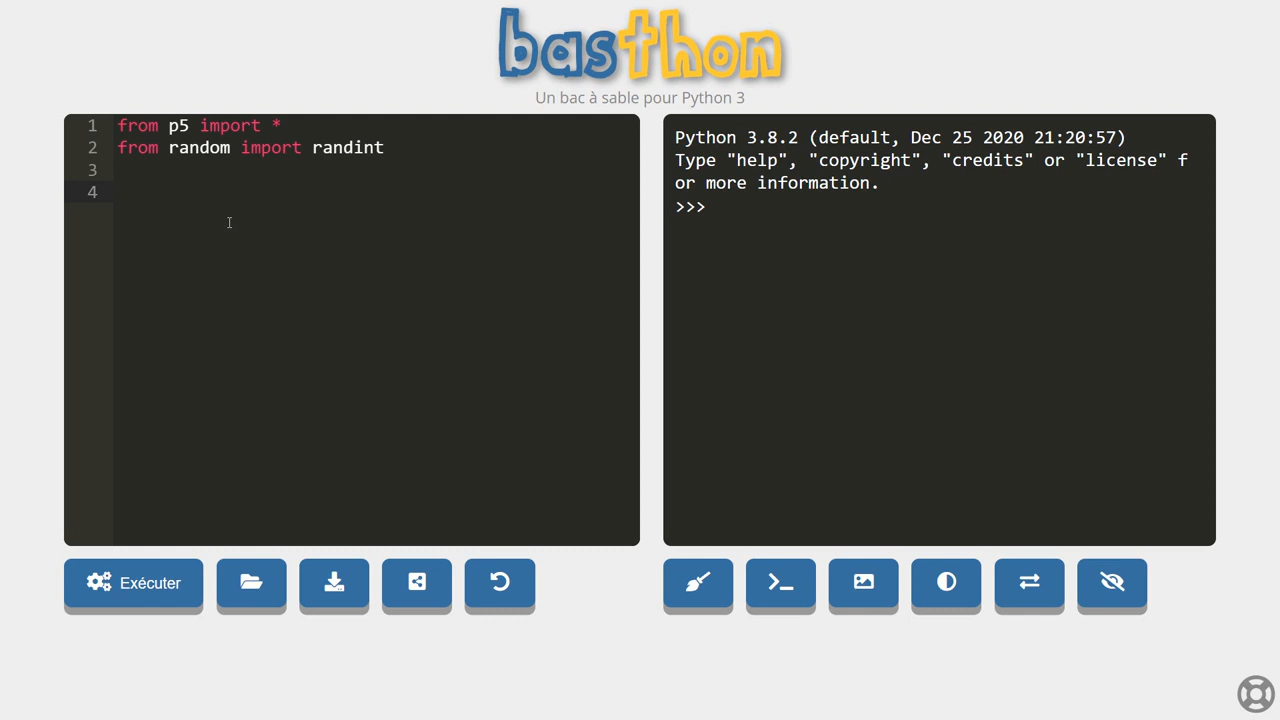 basthon
Un bac à sable pour Python 3
1 from p5 import *
2 from random import randint
3
4
Python 3.8.2 (default, Dec 25 2020 21:20:57)
Type "help", "copyright", "credits" or "license" f
or more information.
>>>
Exécuter